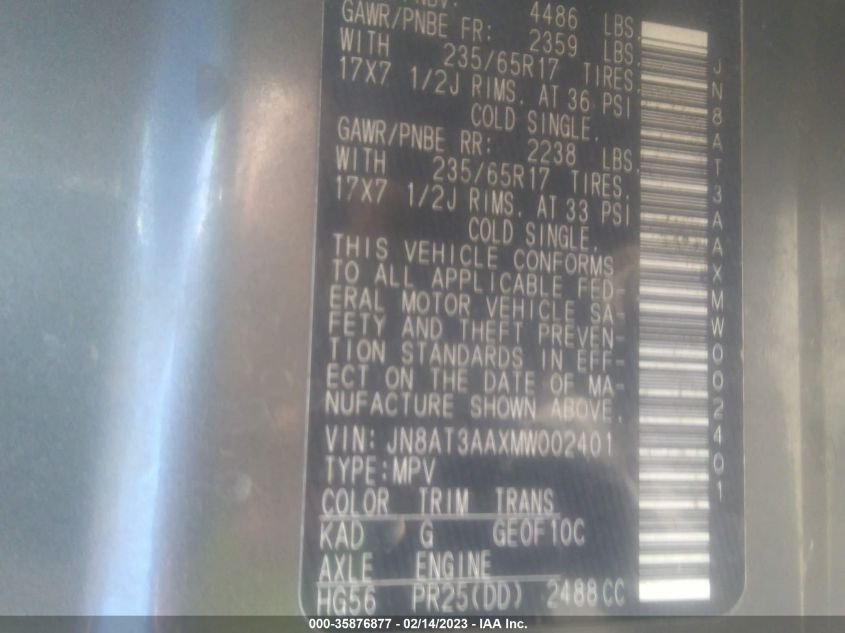 4486 LBS.
GAWR/PNBE FR: 2359 LBS.
WITH 235/65R17 TIRES,
17X7 1/2J RIMS, AT 36 PSI
COLD SINGLE.
GAWR/PNBE RR: 2238 LBS.
WITH 235/65R17 TIRES,
17X7 1/2J RIMS, AT 33 PSI
COLD SINGLE.
THIS VEHICLE CONFORMS
TO ALL APPLICABLE FED-
ERAL MOTOR VEHICLE SA-
FETY AND THEFT PREVEN-
TION STANDARDS IN EFF-
ECT ON THE DATE OF MA-
NUFACTURE SHOWN ABOVE.
VIN: JN8AT3AAXMW002401
TYPE:MPV
COLOR TRIM TRANS
KAD G GEOF10C
AXLE ENGINE
HG56 PR25(DD) 2488CC
JN8AT3AAXMW002401
000-35876877 - 02/14/2023 - IAA Inc.